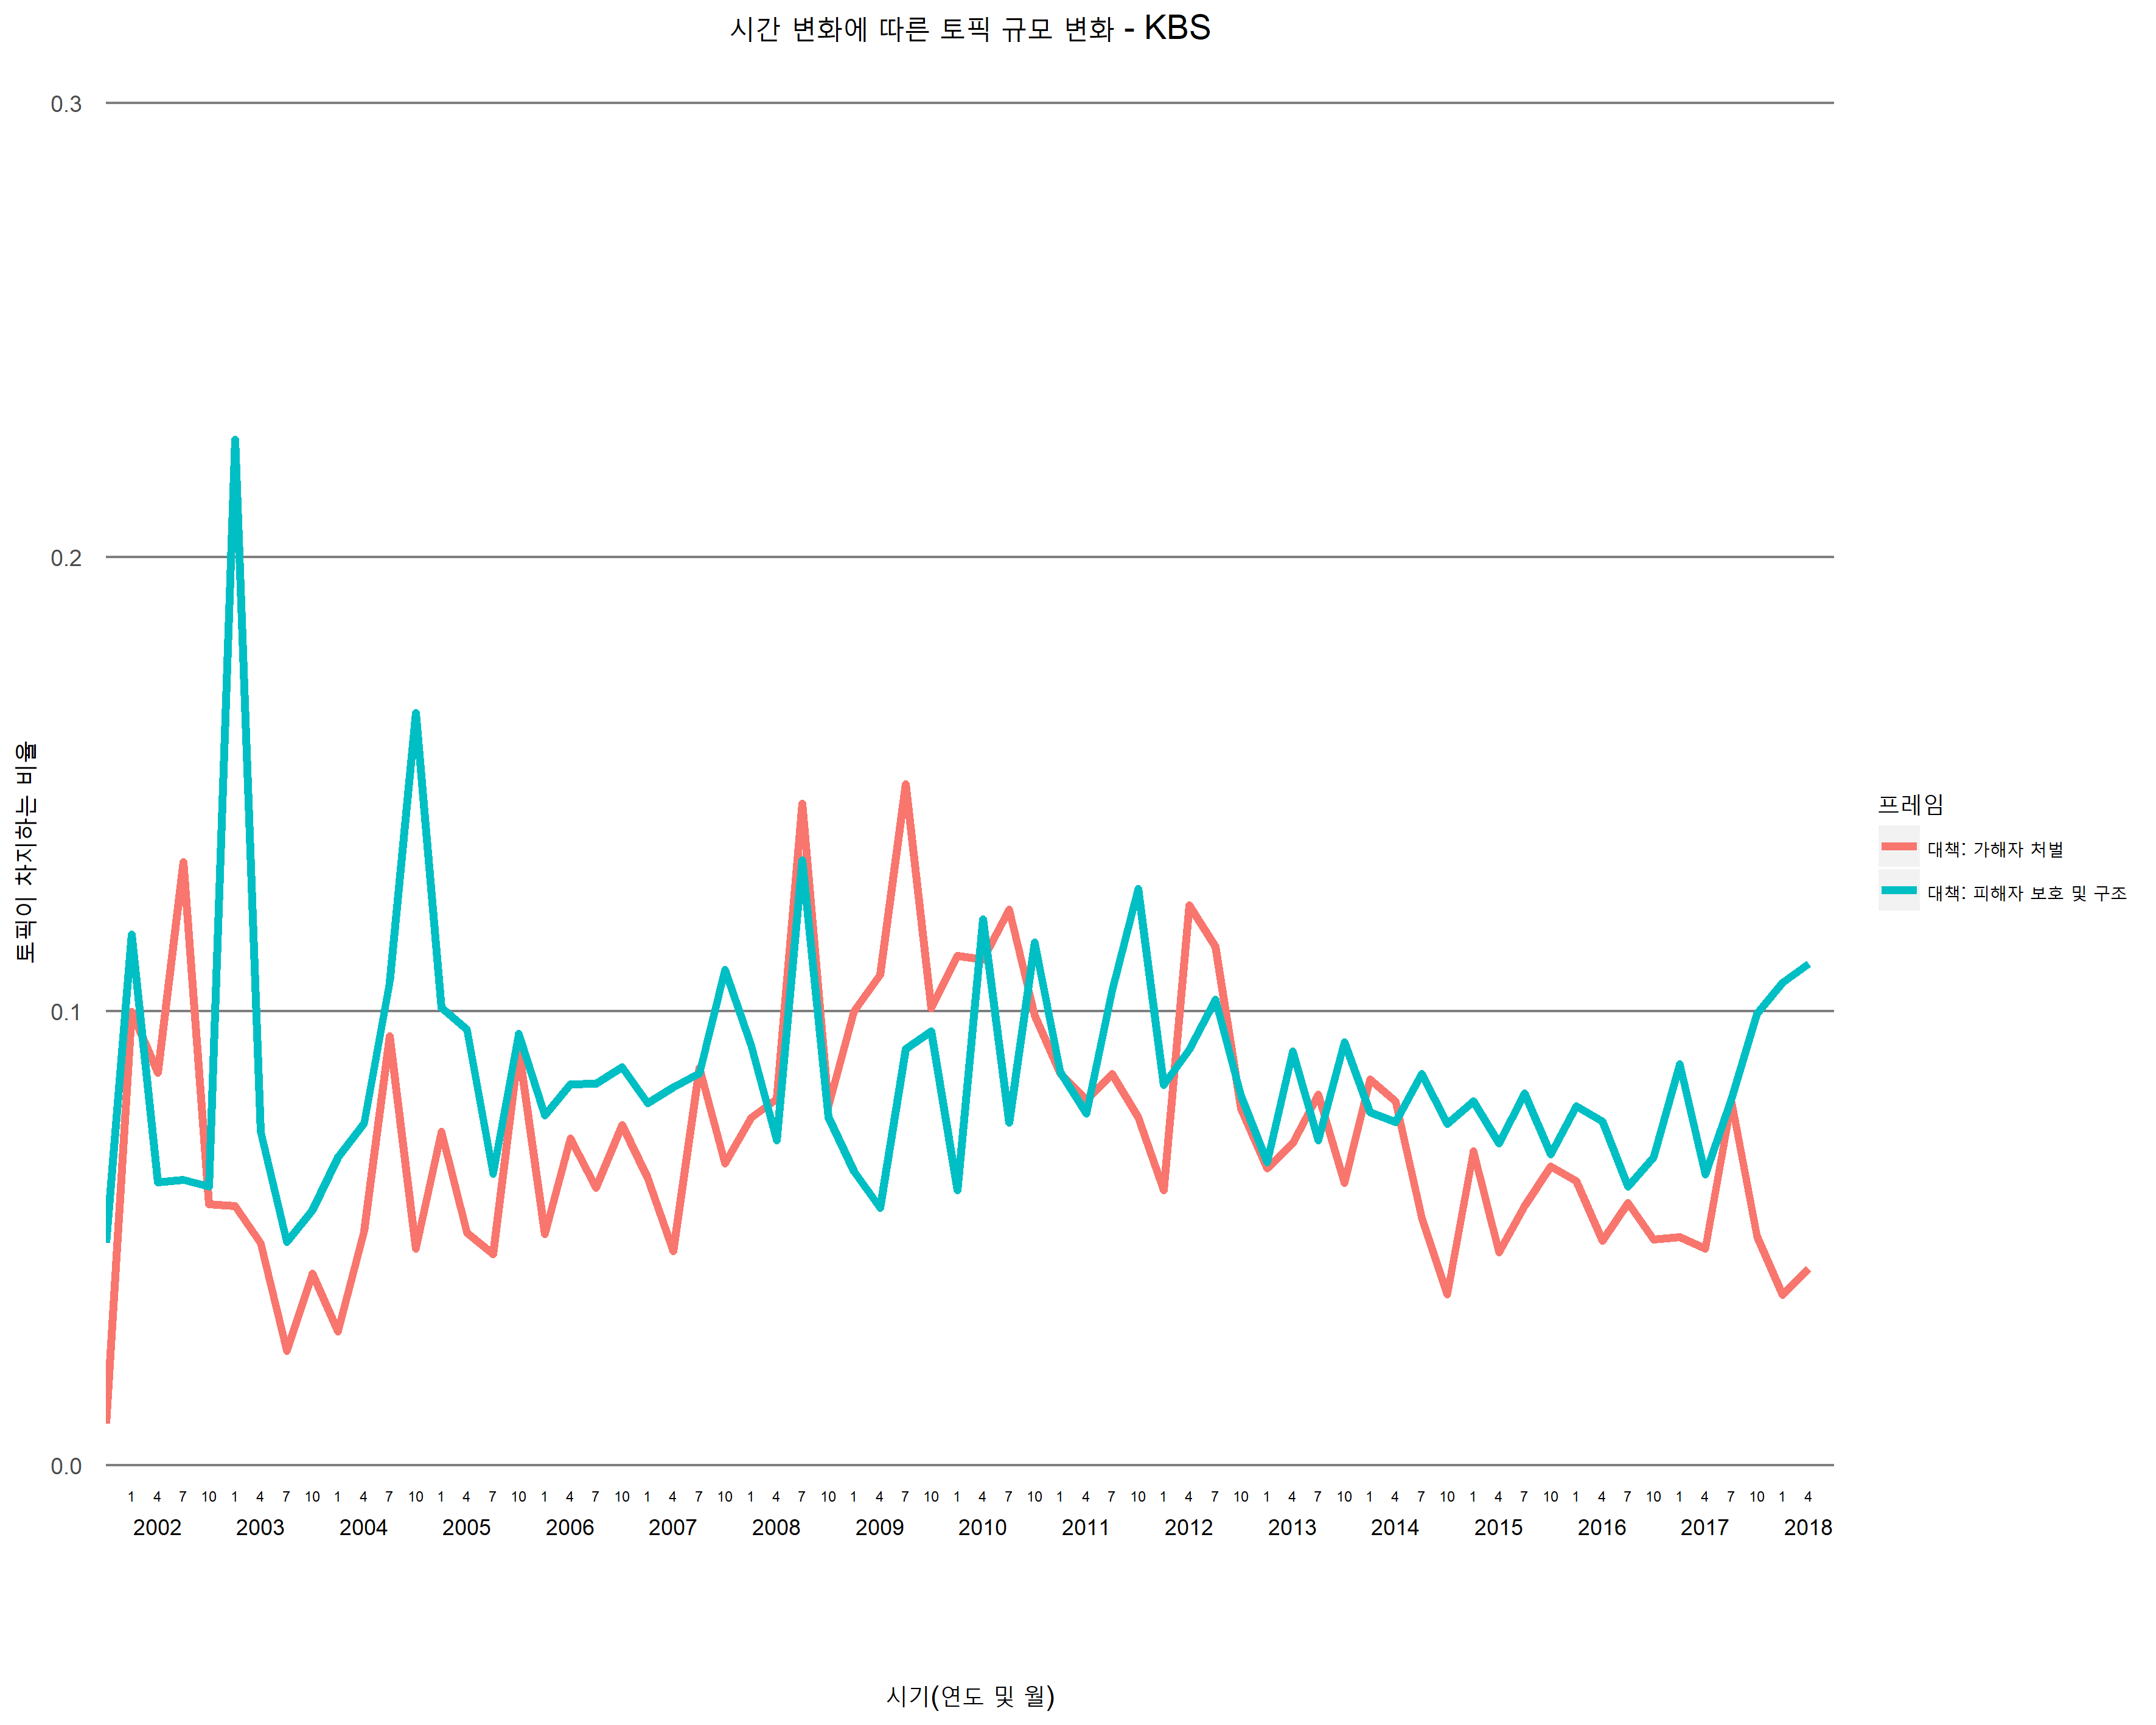 시간 변화에 따른 토픽 규모 변화 - KBS
0.3
0.2
0.1
0.0
토픽이 차지하는 비율
1 4 7 10 1 4 7 10 1 4 7 10 1 4 7 10 1 4 7 10 1 4 7 10 1 4 7 10 1 4 7 10 1 4 7 10 1 4 7 10 1 4 7 10 1 4 7 10 1 4 7 10 1 4 7 10 1 4 7 10 1 4 7 10 1 4
2002 2003 2004 2005 2006 2007 2008 2009 2010 2011 2012 2013 2014 2015 2016 2017 2018
시기(연도 및 월)
프레임
대책: 가해자 처벌
대책: 피해자 보호 및 구조